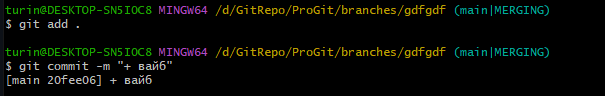 turin@DESKTOP-SN5IOC8 MINGW64 /d/GitRepo/ProGit/branches/gdfgdf (main|MERGING)
$ git add .
turin@DESKTOP-SN5IOC8 MINGW64 /d/GitRepo/ProGit/branches/gdfgdf (main|MERGING)
$ git commit -m "+ вайб"
[main 20fee06] + вайб